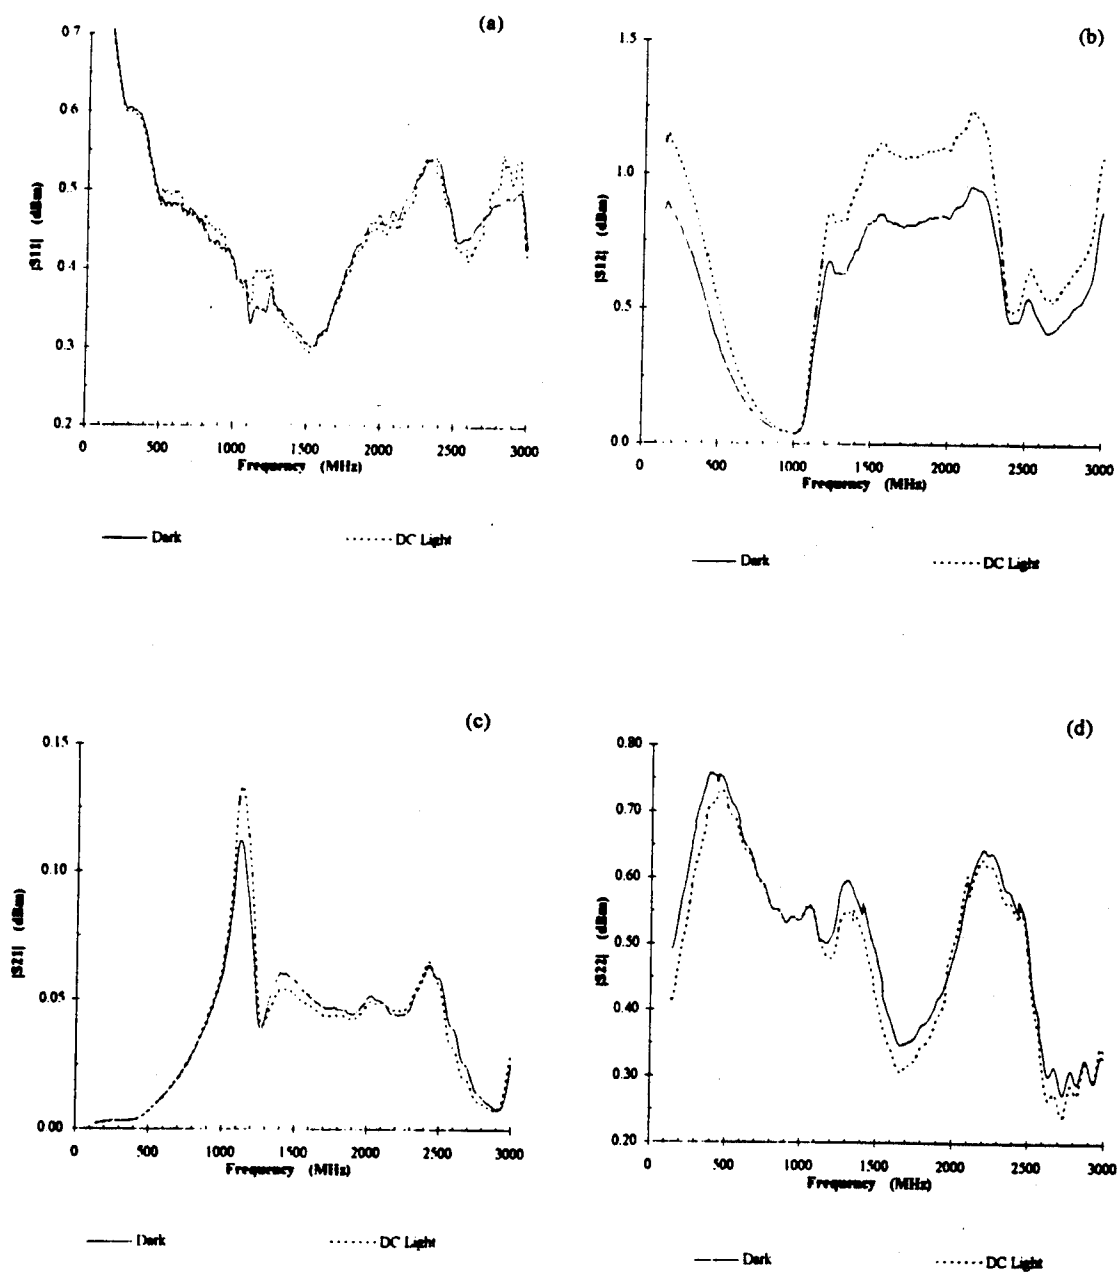 (a)
0.7
0.6
0.5
0.4
0.3
0.2
|S11| (dBm)
0 500 1000 1500 2000 2500 3000
Frequency (MHz)
Dark DC Light
(b)
1.5
1.0
0.5
0.0
|S12| (dBm)
0 500 1000 1500 2000 2500 3000
Frequency (MHz)
Dark DC Light
(c)
0.15
0.10
0.05
0.00
|S21| (dBm)
0 500 1000 1500 2000 2500 3000
Frequency (MHz)
Dark DC Light
(d)
0.80
0.70
0.60
0.50
0.40
0.30
0.20
|S22| (dBm)
0 500 1000 1500 2000 2500 3000
Frequency (MHz)
Dark DC Light